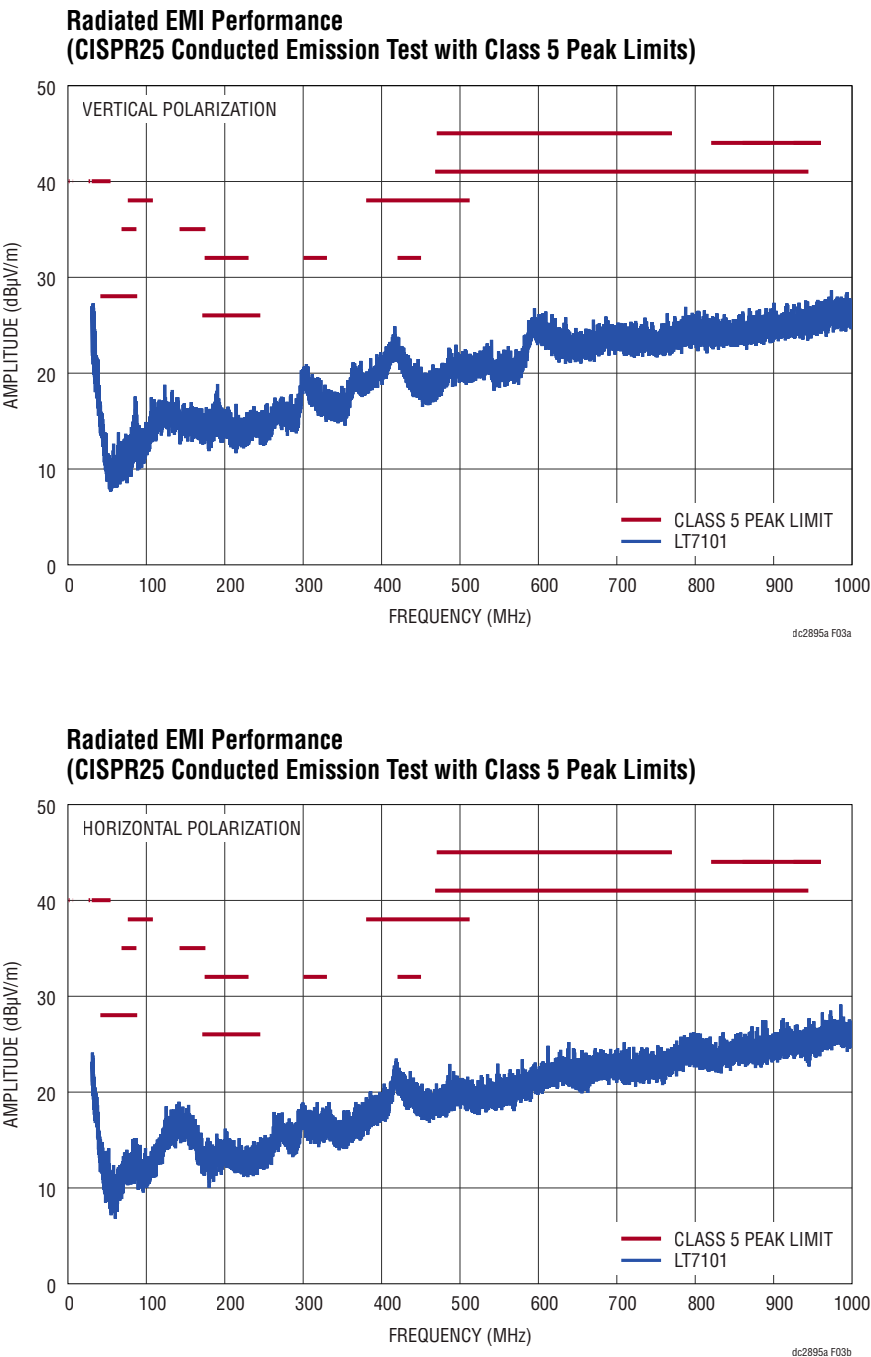 Radiated EMI Performance
(CISPR25 Conducted Emission Test with Class 5 Peak Limits)
VERTICAL POLARIZATION
50
40
30
20
10
0
AMPLITUDE (dBµV/m)
CLASS 5 PEAK LIMIT
LT7101
0 100 200 300 400 500 600 700 800 900 1000
FREQUENCY (MHz)
dc2895a F03a
Radiated EMI Performance
(CISPR25 Conducted Emission Test with Class 5 Peak Limits)
HORIZONTAL POLARIZATION
50
40
30
20
10
0
AMPLITUDE (dBµV/m)
CLASS 5 PEAK LIMIT
LT7101
0 100 200 300 400 500 600 700 800 900 1000
FREQUENCY (MHz)
dc2895a F03b